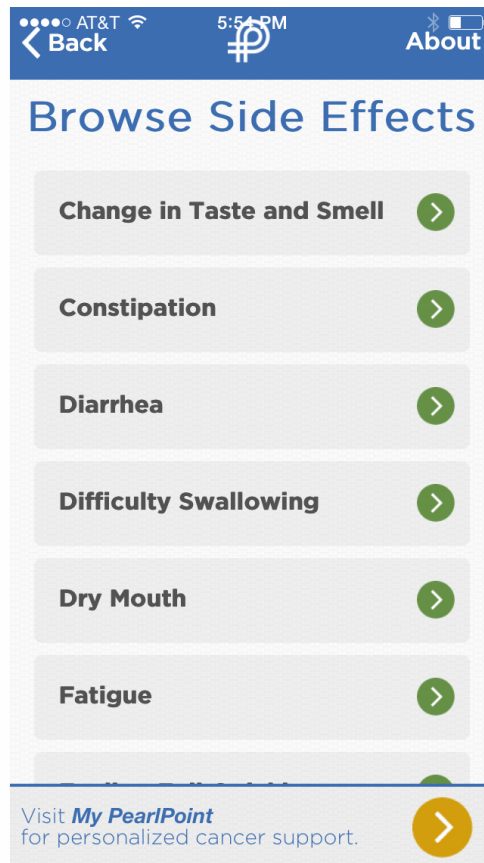 AT&T 5:54 PM
Back
About
Browse Side Effects
Change in Taste and Smell
Constipation
Diarrhea
Difficulty Swallowing
Dry Mouth
Fatigue
Visit My PearlPoint
for personalized cancer support.